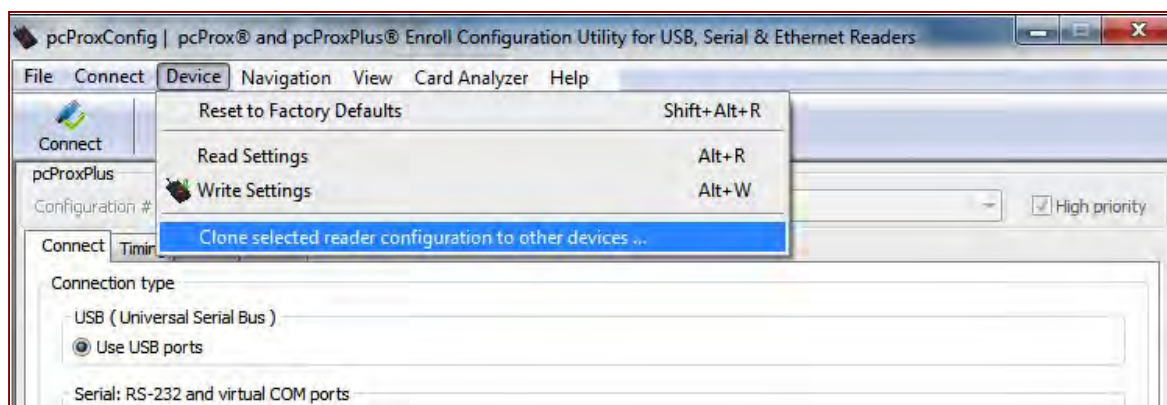 pcProxConfig | pcProx® and pcProxPlus® Enroll Configuration Utility for USB, Serial & Ethernet Readers
File Connect Device Navigation View Card Analyzer Help
Reset to Factory Defaults Shift+Alt+R
Connect
Read Settings Alt+R
pcProxPlus
Write Settings Alt+W
Configuration # High priority
Clone selected reader configuration to other devices ...
Connect
Connection type
USB ( Universal Serial Bus )
Use USB ports
Serial: RS-232 and virtual COM ports